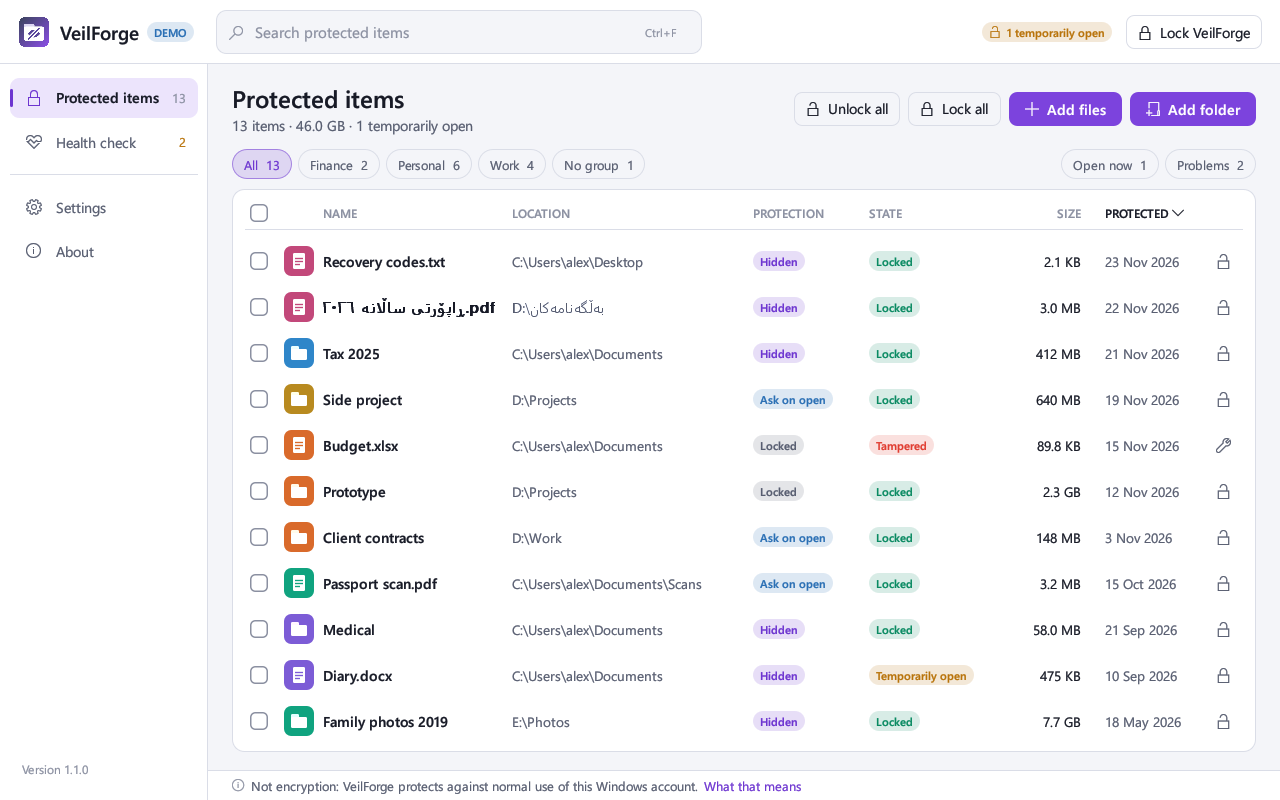 VeilForge DEMO
Search protected items Ctrl+F
1 temporarily open
Lock VeilForge
Protected items 13
Health check 2
Settings
About
Version 1.1.0
Protected items
13 items · 46.0 GB · 1 temporarily open
Unlock all
Lock all
Add files
Add folder
All 13
Finance 2
Personal 6
Work 4
No group 1
Open now 1
Problems 2
NAME LOCATION PROTECTION STATE SIZE PROTECTED
Recovery codes.txt C:\Users\alex\Desktop Hidden Locked 2.1 KB 23 Nov 2026
ڕاپۆرتی ساڵانە ٢٠٢٦.pdf D:\بەڵگەنامەکان Hidden Locked 3.0 MB 22 Nov 2026
Tax 2025 C:\Users\alex\Documents Hidden Locked 412 MB 21 Nov 2026
Side project D:\Projects Ask on open Locked 640 MB 19 Nov 2026
Budget.xlsx C:\Users\alex\Documents Locked Tampered 89.8 KB 15 Nov 2026
Prototype D:\Projects Locked Locked 2.3 GB 12 Nov 2026
Client contracts D:\Work Ask on open Locked 148 MB 3 Nov 2026
Passport scan.pdf C:\Users\alex\Documents\Scans Ask on open Locked 3.2 MB 15 Oct 2026
Medical C:\Users\alex\Documents Hidden Locked 58.0 MB 21 Sep 2026
Diary.docx C:\Users\alex\Documents Hidden Temporarily open 475 KB 10 Sep 2026
Family photos 2019 E:\Photos Hidden Locked 7.7 GB 18 May 2026
Not encryption: VeilForge protects against normal use of this Windows account. What that means